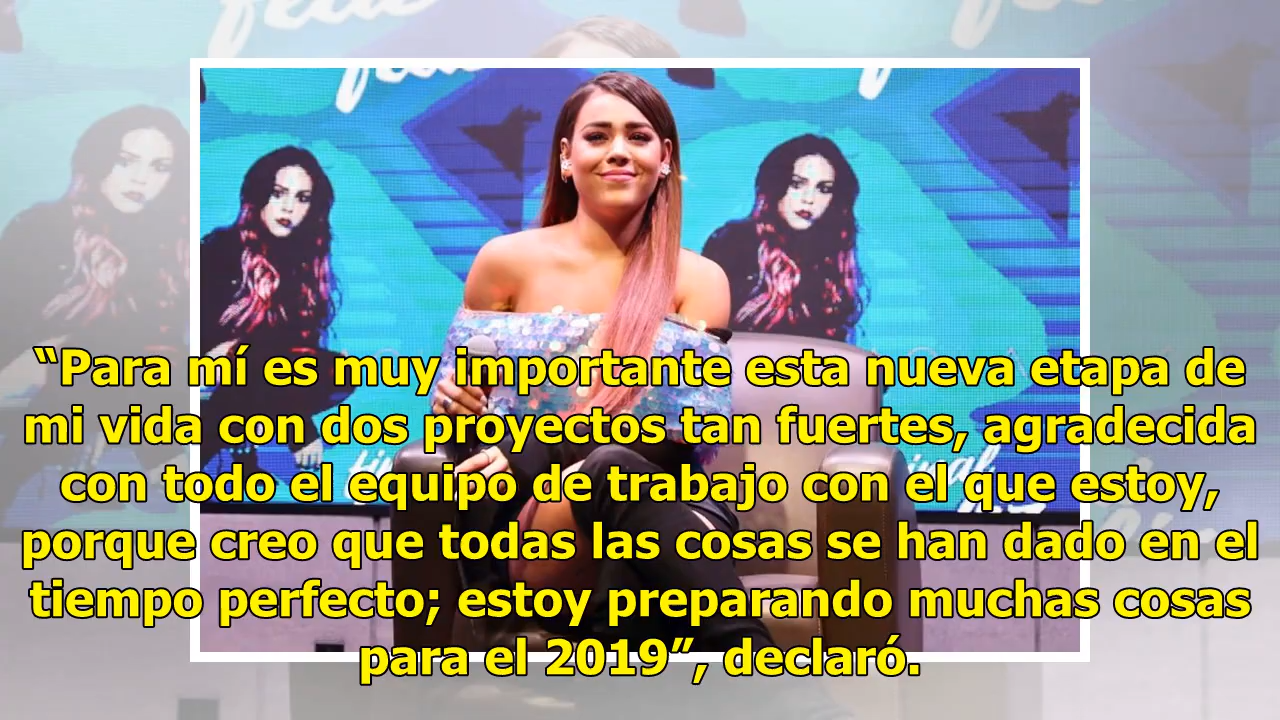 “Para mí es muy importante esta nueva etapa de
mi vida con dos proyectos tan fuertes, agradecida
con todo el equipo de trabajo con el que estoy,
porque creo que todas las cosas se han dado en el
tiempo perfecto; estoy preparando muchas cosas
para el 2019”, declaró.